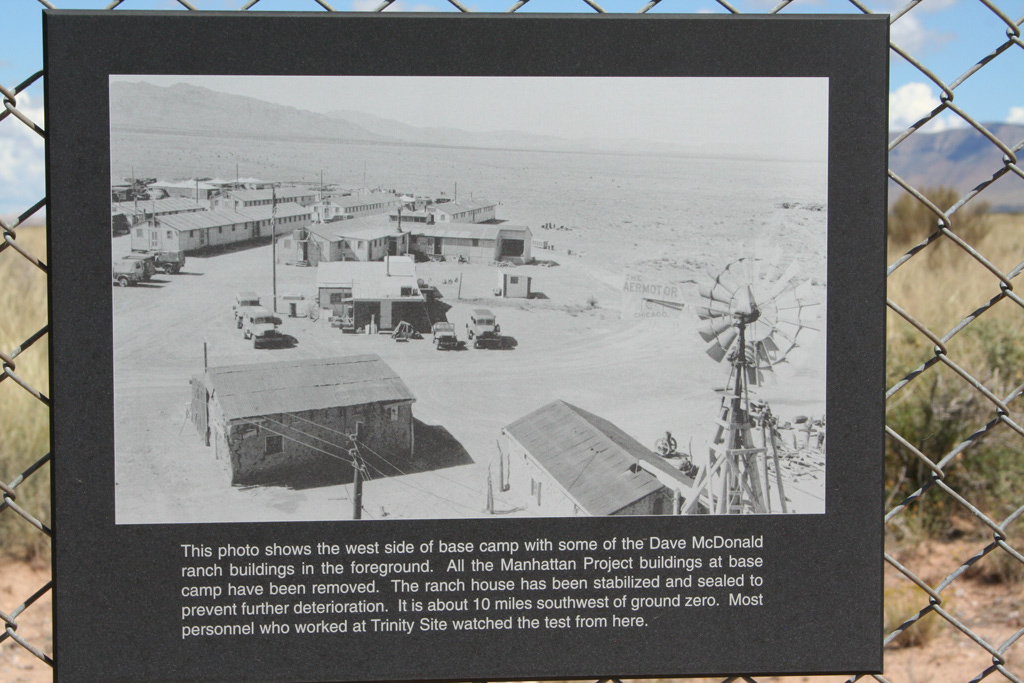 THE
AERMOTOR
CHICAGO
This photo shows the west side of base camp with some of the Dave McDonald
ranch buildings in the foreground.  All the Manhattan Project buildings at base
camp have been removed.  The ranch house has been stabilized and sealed to
prevent further deterioration.  It is about 10 miles southwest of ground zero.  Most
personnel who worked at Trinity Site watched the test from here.